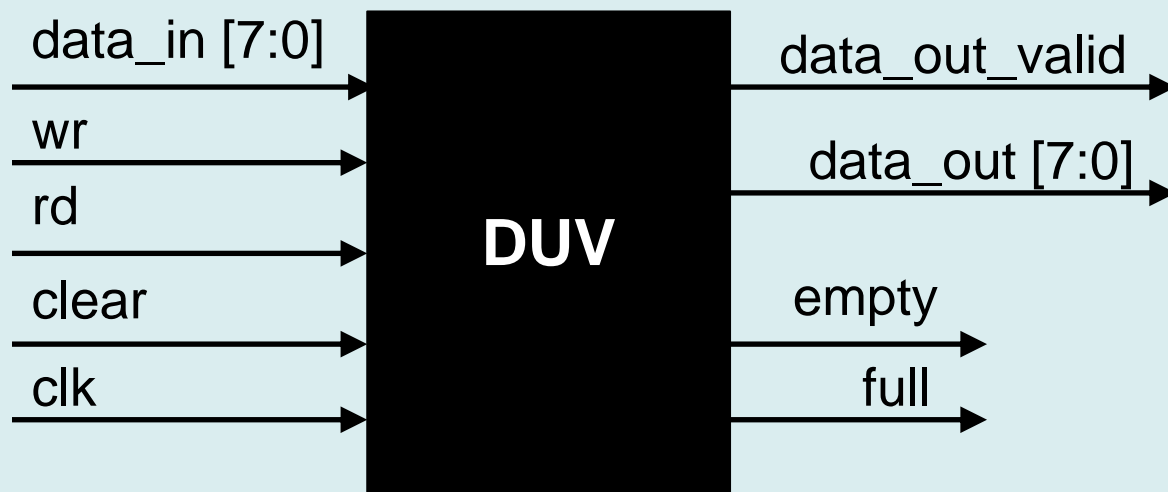 data_in [7:0]
wr
rd
clear
clk
DUV
data_out_valid
data_out [7:0]
empty
full